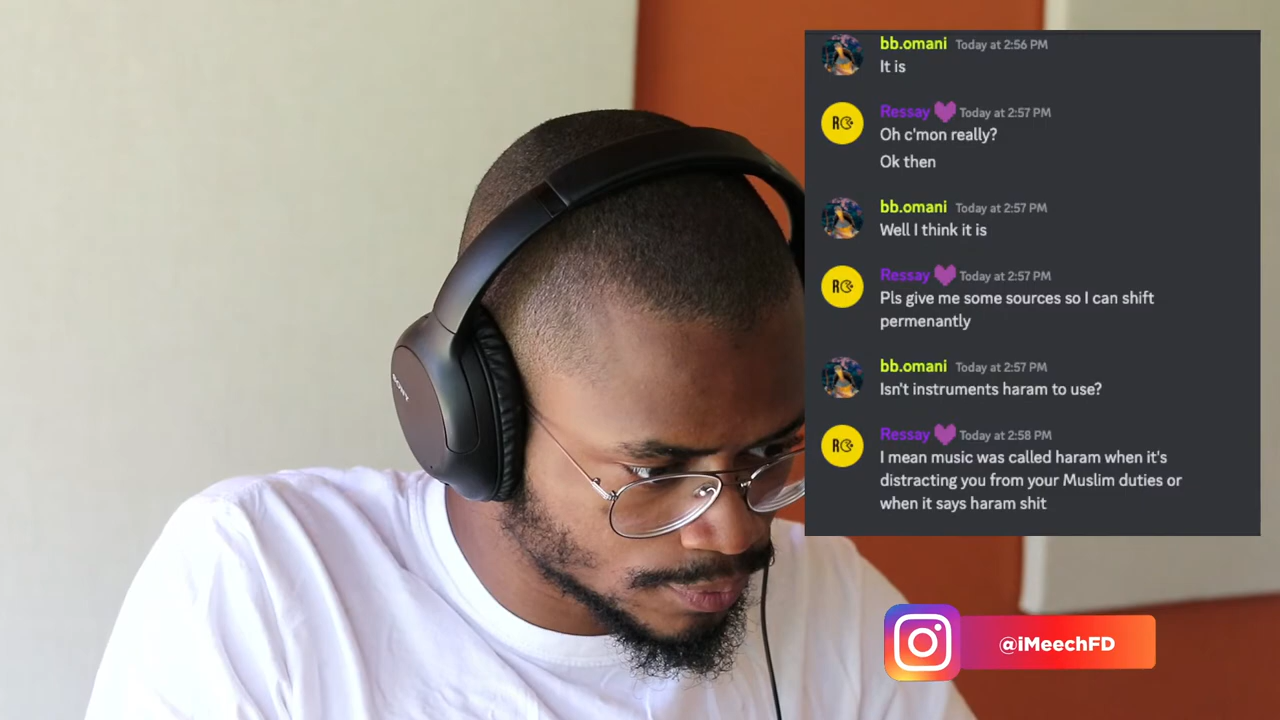 bb.omani Today at 2:56 PM
It is
Ressay 💜 Today at 2:57 PM
Oh c'mon really?
Ok then
bb.omani Today at 2:57 PM
Well I think it is
Ressay 💜 Today at 2:57 PM
Pls give me some sources so I can shift
permenantly
bb.omani Today at 2:57 PM
Isn't instruments haram to use?
Ressay 💜 Today at 2:58 PM
I mean music was called haram when it's
distracting you from your Muslim duties or
when it says haram shit
SONY
@iMeechFD